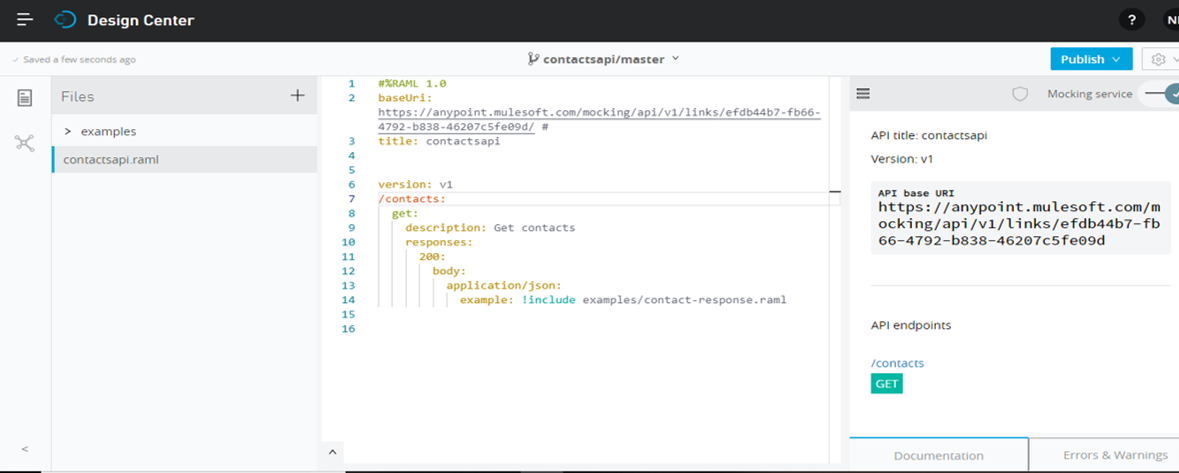 Design Center
?
NI
Saved a few seconds ago
contactsapi/master
Publish
Files
+
> examples
contactsapi.raml
1 #%RAML 1.0
2 baseUri:
https://anypoint.mulesoft.com/mocking/api/v1/links/efdb44b7-fb66-
4792-b838-46207c5fe09d/ #
3 title: contactsapi
4
5
6 version: v1
7 /contacts:
8 get:
9 description: Get contacts
10 responses:
11 200:
12 body:
13 application/json:
14 example: !include examples/contact-response.raml
15
16
Mocking service
API title: contactsapi
Version: v1
API base URI
https://anypoint.mulesoft.com/m
ocking/api/v1/links/efdb44b7-fb
66-4792-b838-46207c5fe09d
API endpoints
/contacts
GET
Documentation
Errors & Warnings